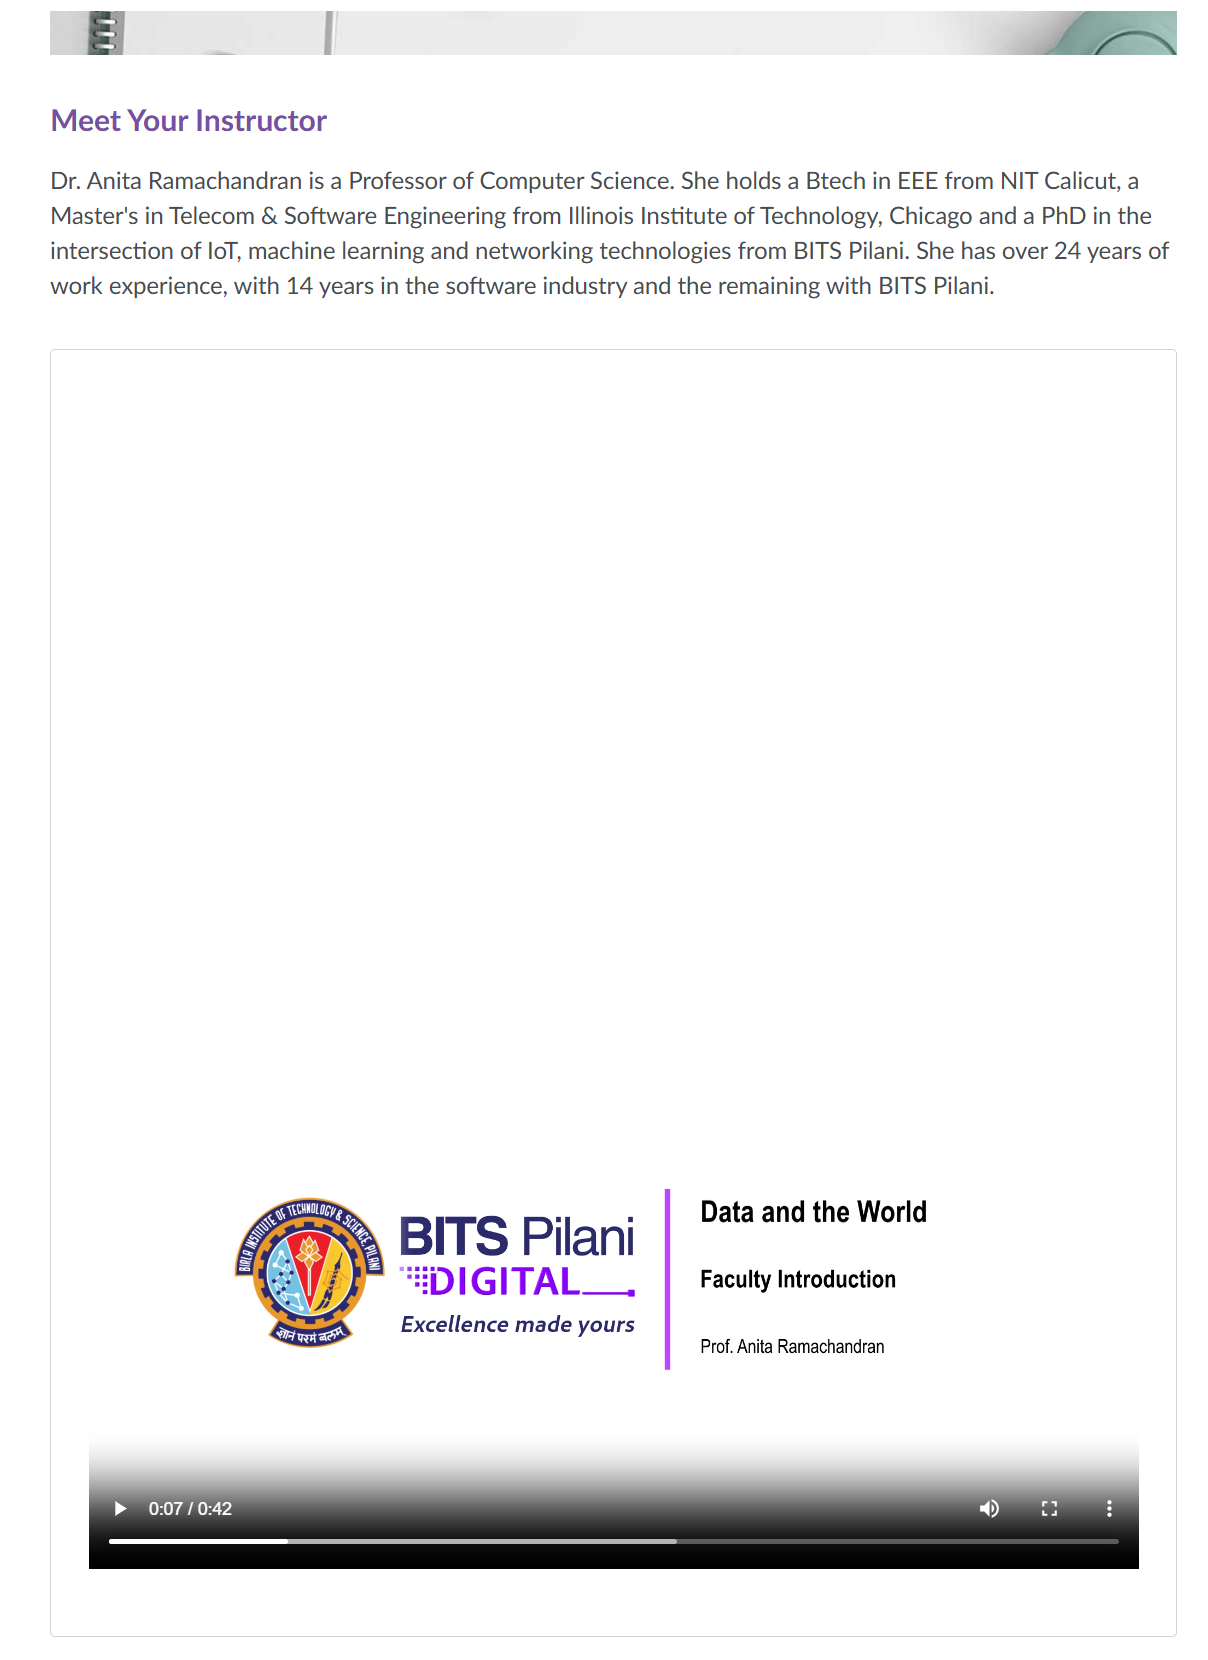 Meet Your Instructor
Dr. Anita Ramachandran is a Professor of Computer Science. She holds a Btech in EEE from NIT Calicut, a
Master's in Telecom & Software Engineering from Illinois Institute of Technology, Chicago and a PhD in the
intersection of IoT, machine learning and networking technologies from BITS Pilani. She has over 24 years of
work experience, with 14 years in the software industry and the remaining with BITS Pilani.
BIRLA INSTITUTE OF TECHNOLOGY & SCIENCE, PILANI
ज्ञानं परमं बलम्
BITS Pilani
DIGITAL
Excellence made yours
Data and the World
Faculty Introduction
Prof. Anita Ramachandran
0:07 / 0:42